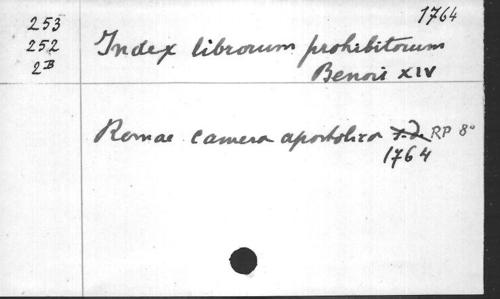 1764
253
252
2B
Index librorum prohibitorum
Benoit XIV
Romae camera apostolica RP 8°
1764